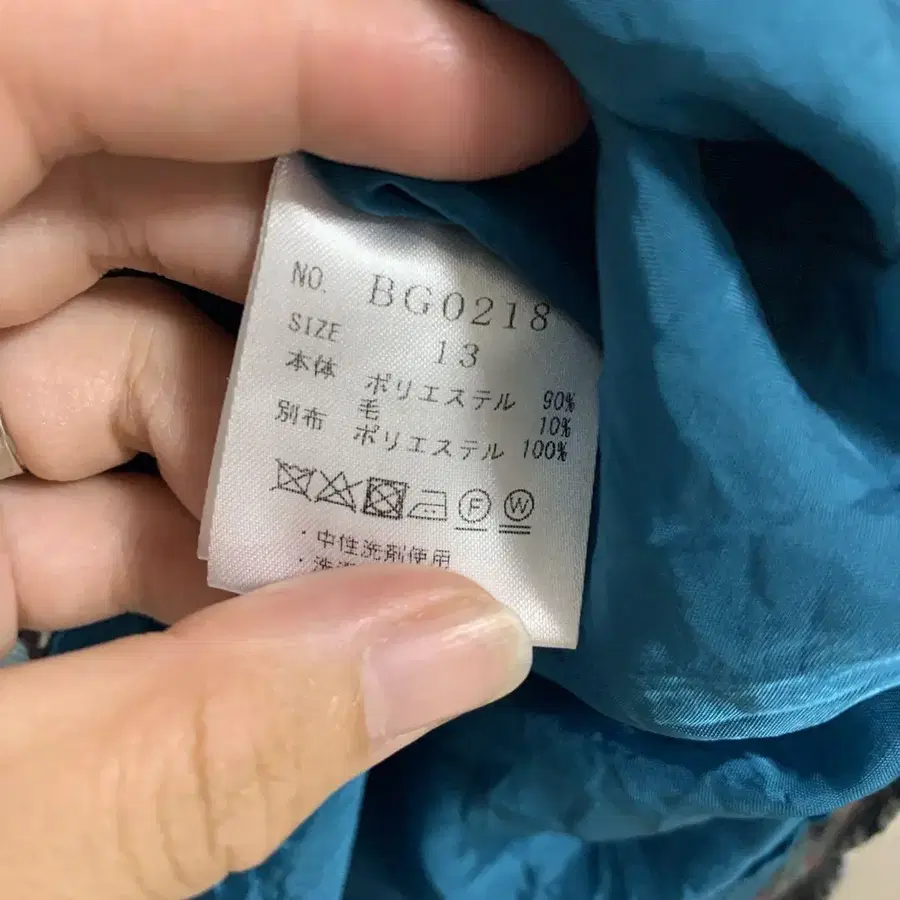 NO. BG0218
SIZE 13
本体 ポリエステル 90%
毛 10%
別布 ポリエステル 100%
F W
・中性洗剤使用
・洗